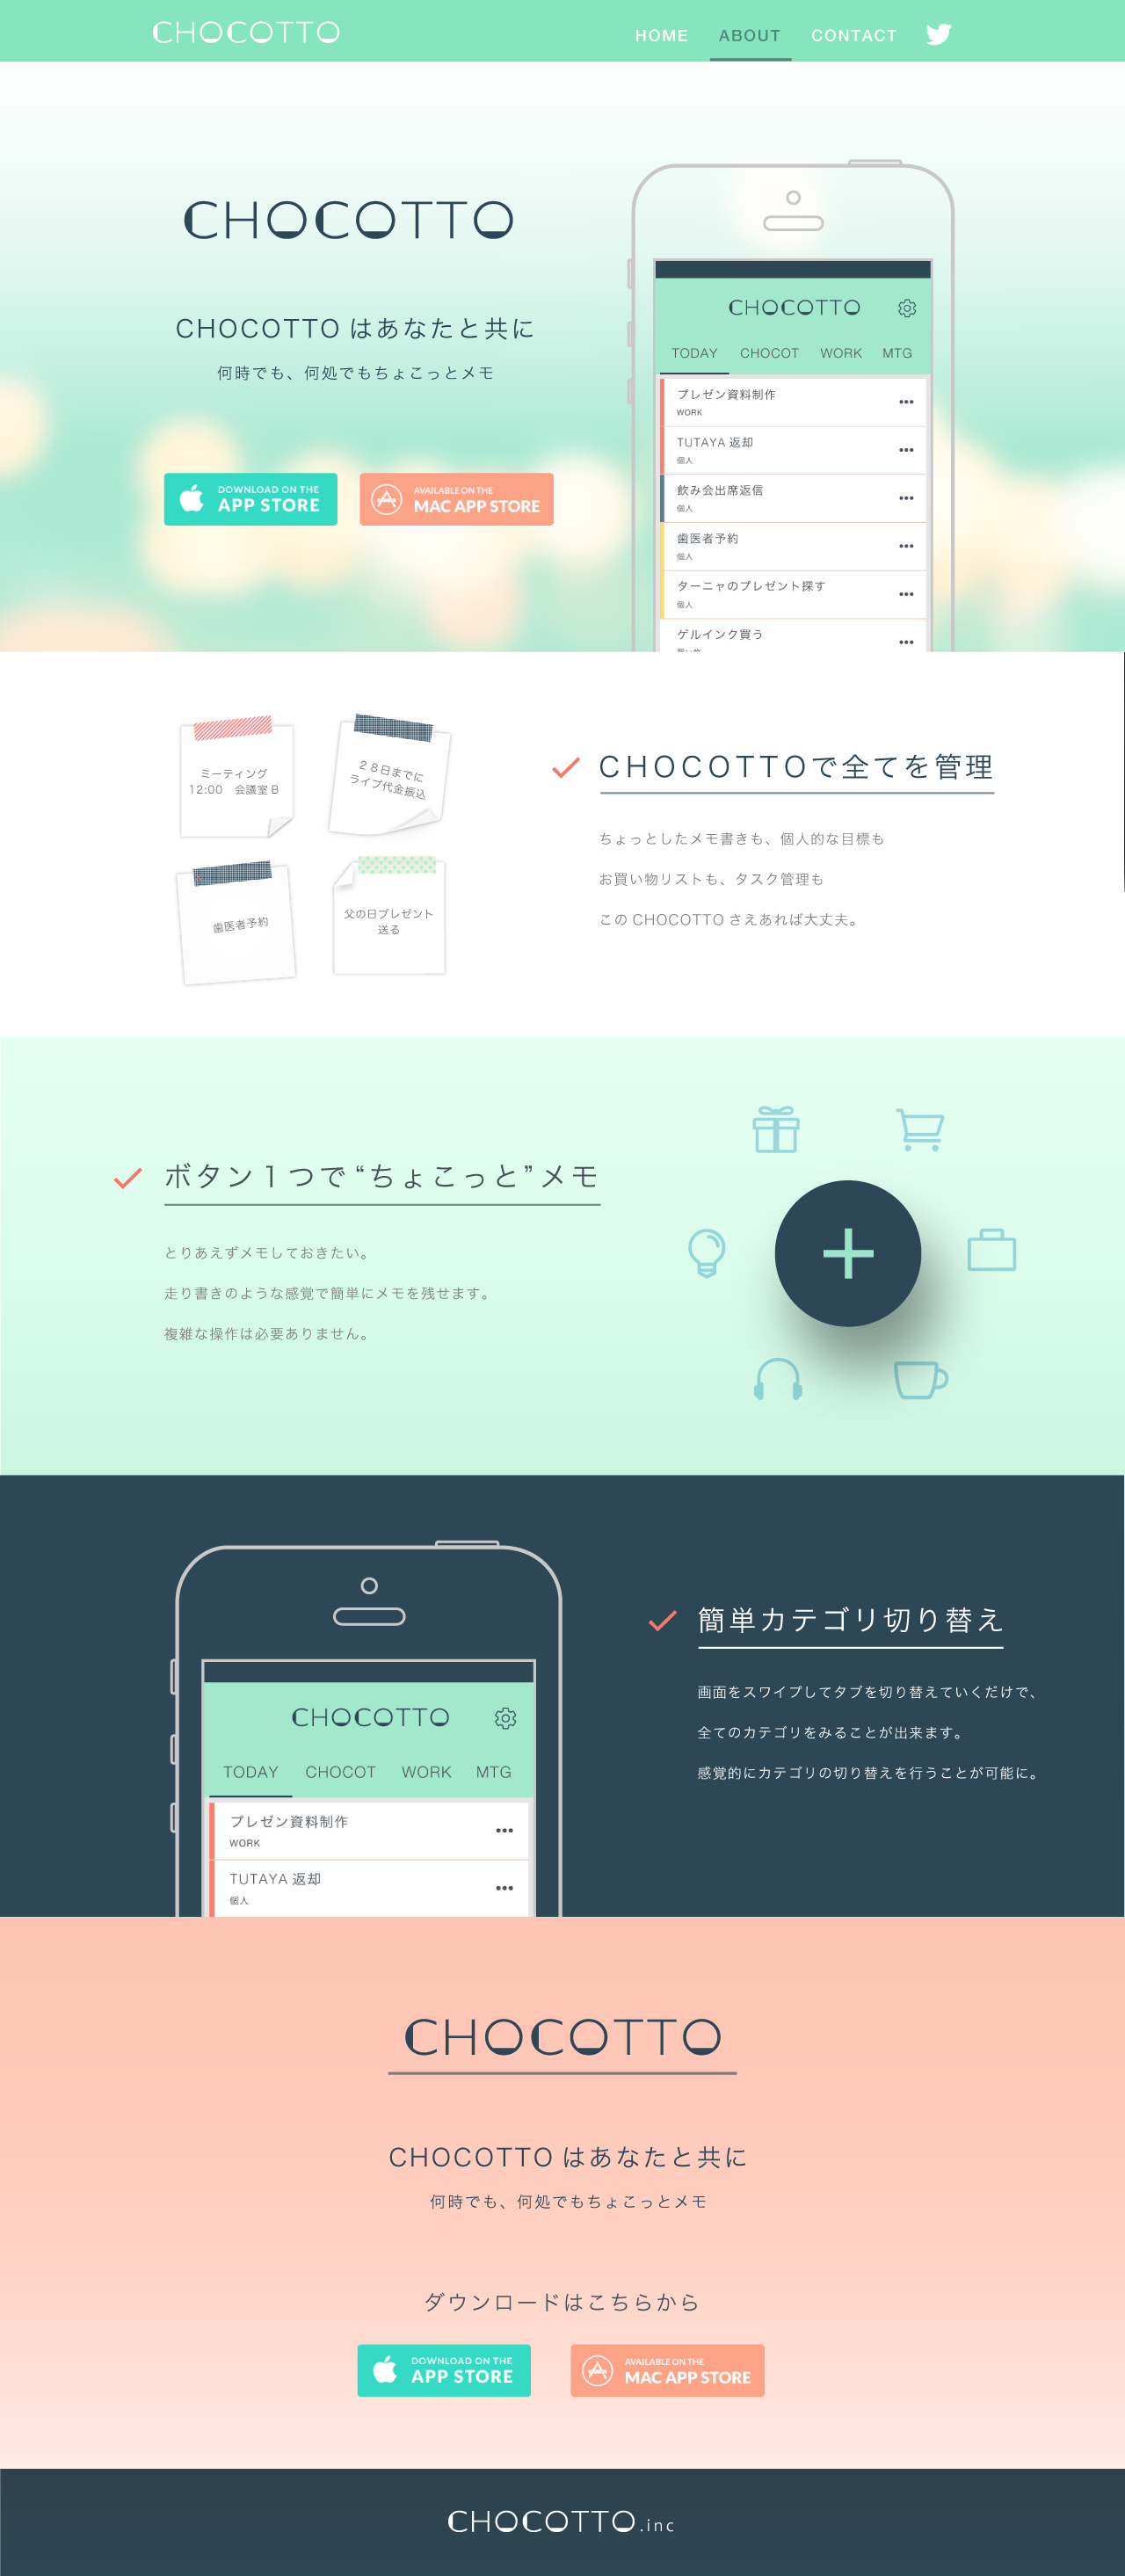 CHOCOTTO
HOME ABOUT CONTACT
CHOCOTTO
CHOCOTTO はあなたと共に
何時でも、何処でもちょこっとメモ
DOWNLOAD ON THE
APP STORE
AVAILABLE ON THE
MAC APP STORE
CHOCOTTO
TODAY CHOCOT WORK MTG
プレゼン資料制作
WORK
TUTAYA 返却
個人
飲み会出席返信
個人
歯医者予約
個人
ターニャのプレゼント探す
個人
ゲルインク買う
ミーティング
12:00 会議室 B
２８日までに
ライブ代金振込
歯医者予約
父の日プレゼント
送る
CHOCOTTOで全てを管理
ちょっとしたメモ書きも、個人的な目標も
お買い物リストも、タスク管理も
この CHOCOTTO さえあれば大丈夫。
ボタン１つで “ちょこっと” メモ
とりあえずメモしておきたい。
走り書きのような感覚で簡単にメモを残せます。
複雑な操作は必要ありません。
CHOCOTTO
TODAY CHOCOT WORK MTG
プレゼン資料制作
WORK
TUTAYA 返却
個人
簡単カテゴリ切り替え
画面をスワイプしてタブを切り替えていくだけで、
全てのカテゴリをみることが出来ます。
感覚的にカテゴリの切り替えを行うことが可能に。
CHOCOTTO
CHOCOTTO はあなたと共に
何時でも、何処でもちょこっとメモ
ダウンロードはこちらから
DOWNLOAD ON THE
APP STORE
AVAILABLE ON THE
MAC APP STORE
CHOCOTTO.inc